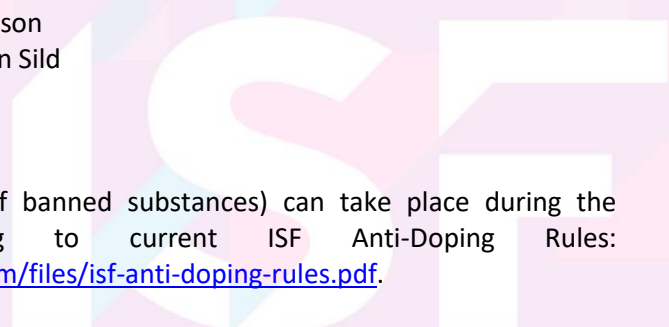 ISF
son
n Sild
f banned substances) can take place during the
g to current ISF Anti-Doping Rules:
m/files/isf-anti-doping-rules.pdf.